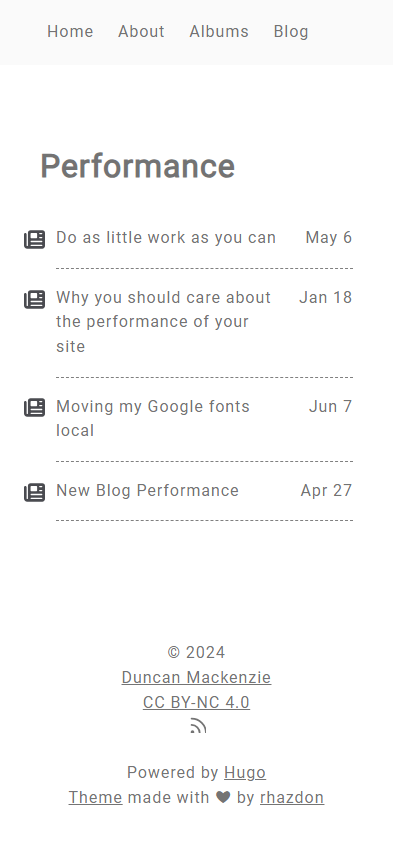 Home About Albums Blog
Performance
Do as little work as you can May 6
Why you should care about Jan 18
the performance of your
site
Moving my Google fonts Jun 7
local
New Blog Performance Apr 27
© 2024
Duncan Mackenzie
CC BY-NC 4.0
Powered by Hugo
Theme made with ❤ by rhazdon